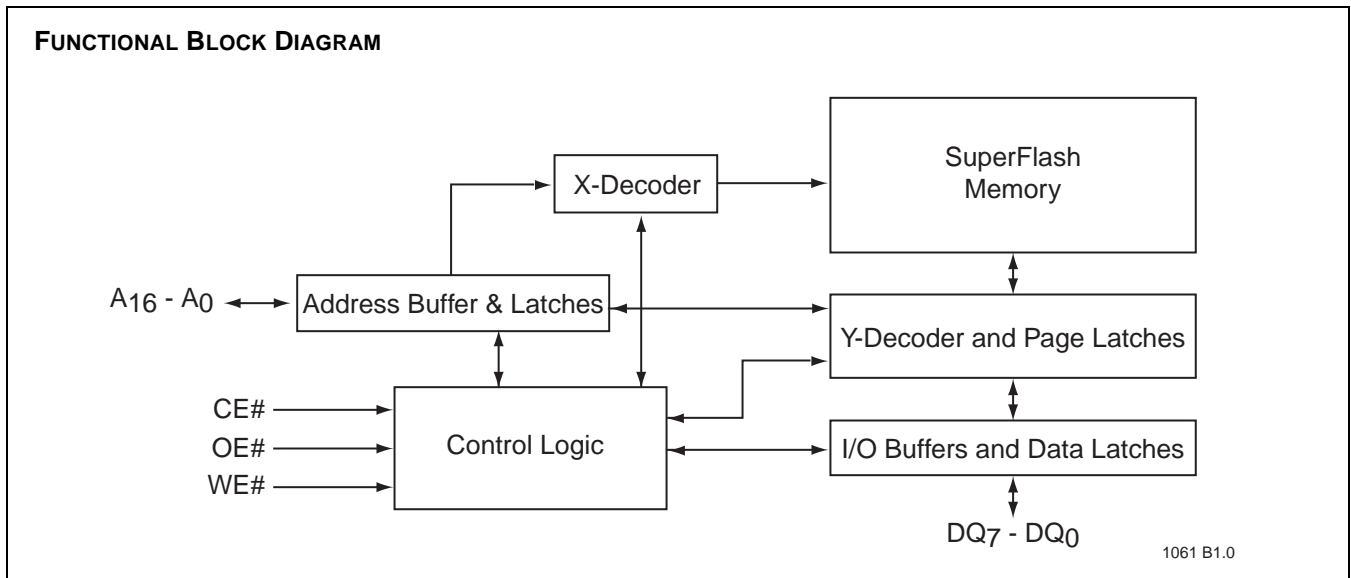 FUNCTIONAL BLOCK DIAGRAM
SuperFlash
Memory
X-Decoder
A16 - A0
Address Buffer & Latches
Y-Decoder and Page Latches
CE#
OE#
WE#
Control Logic
I/O Buffers and Data Latches
DQ7 - DQ0
1061 B1.0